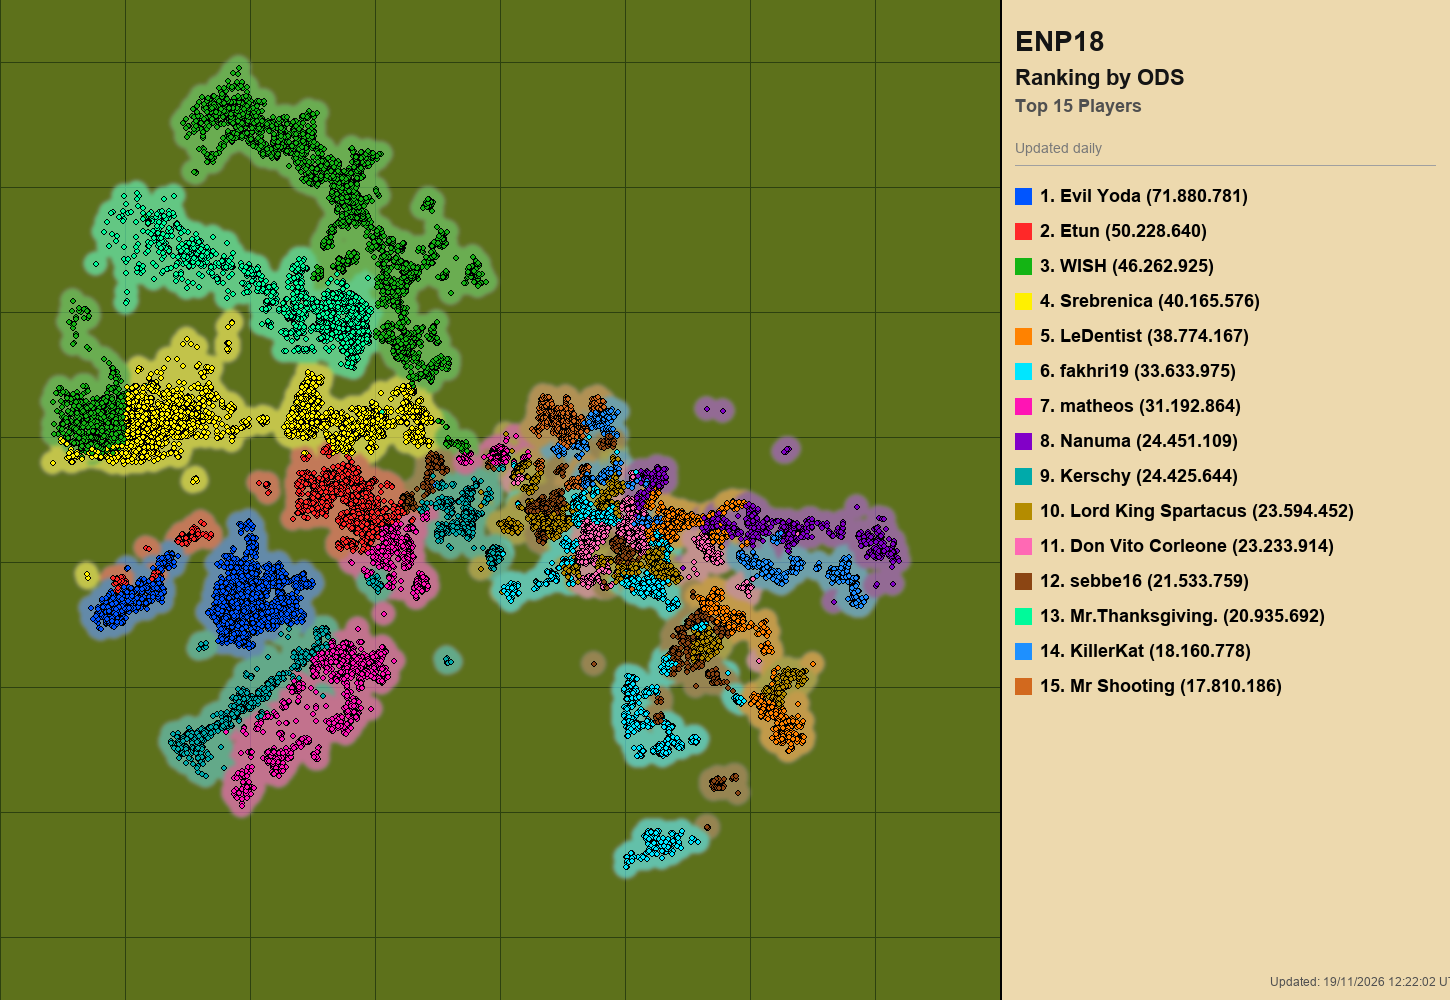 ENP18
Ranking by ODS
Top 15 Players
Updated daily
1. Evil Yoda (71.880.781)
2. Etun (50.228.640)
3. WISH (46.262.925)
4. Srebrenica (40.165.576)
5. LeDentist (38.774.167)
6. fakhri19 (33.633.975)
7. matheos (31.192.864)
8. Nanuma (24.451.109)
9. Kerschy (24.425.644)
10. Lord King Spartacus (23.594.452)
11. Don Vito Corleone (23.233.914)
12. sebbe16 (21.533.759)
13. Mr.Thanksgiving. (20.935.692)
14. KillerKat (18.160.778)
15. Mr Shooting (17.810.186)
Updated: 19/11/2026 12:22:02